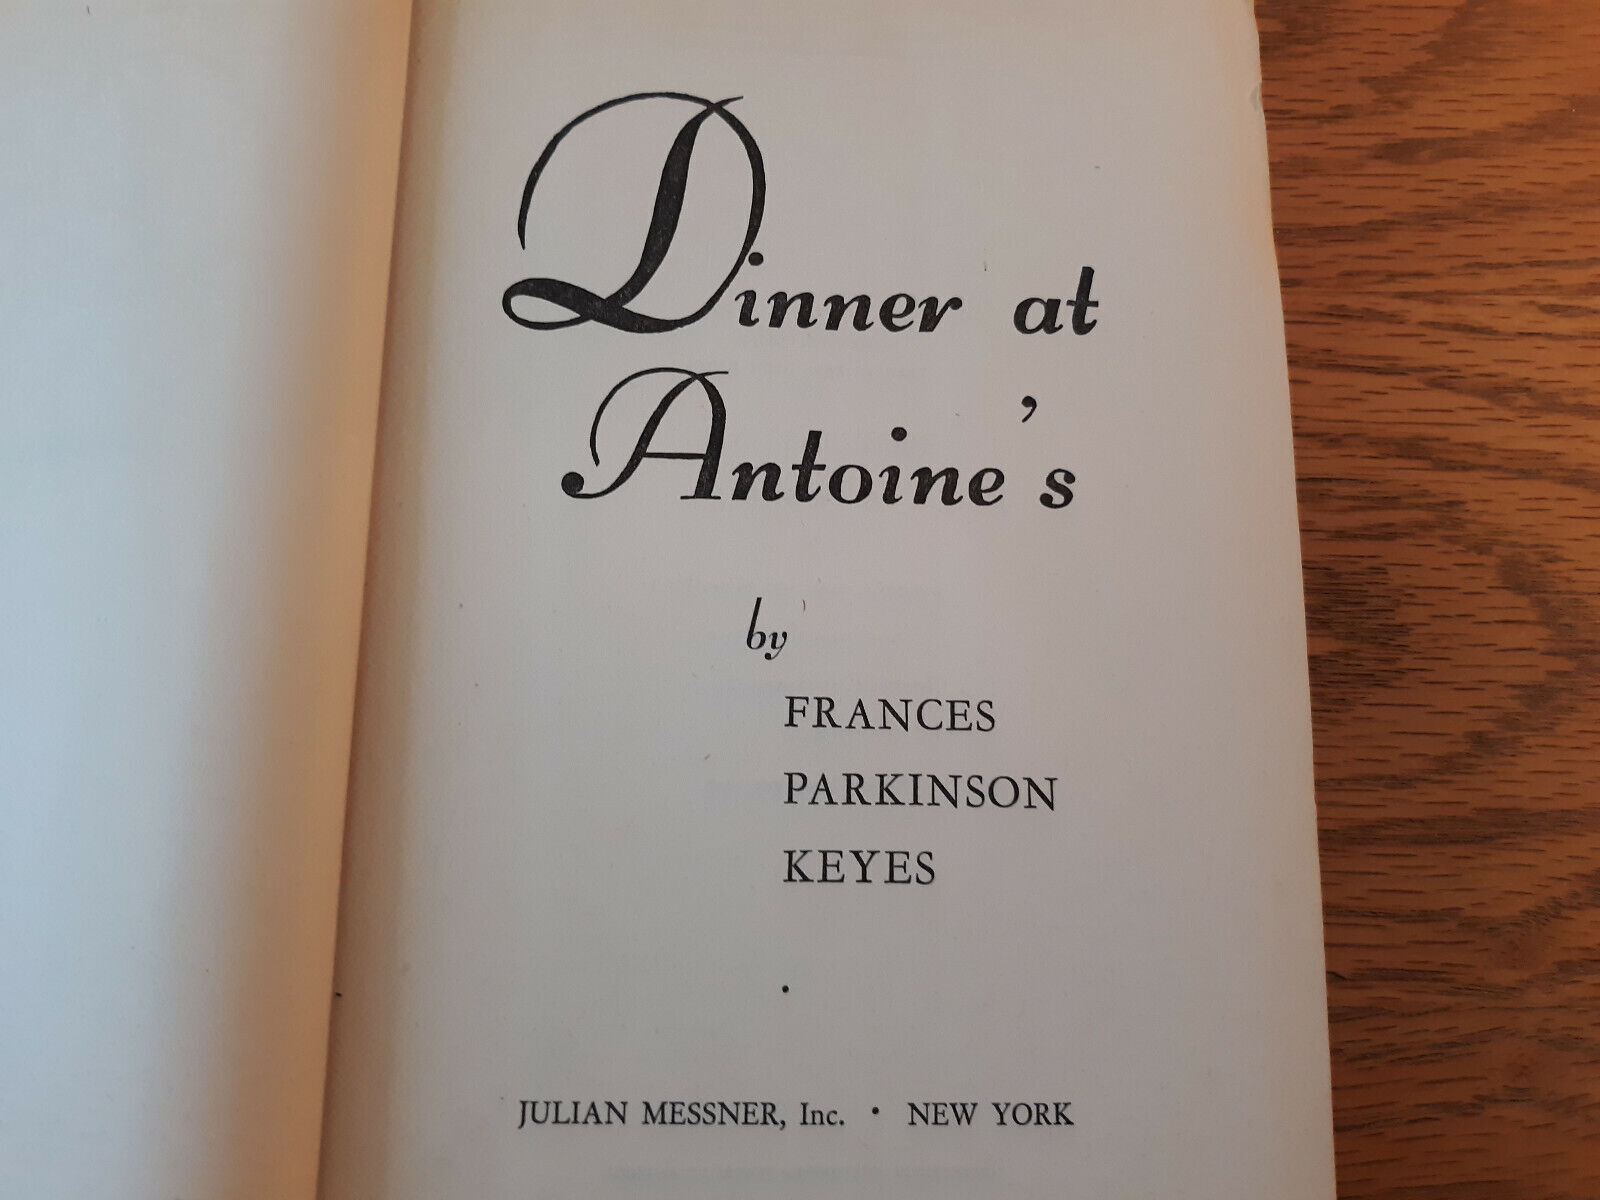 Dinner at
Antoine's
by
FRANCES
PARKINSON
KEYES
JULIAN MESSNER, Inc. • NEW YORK